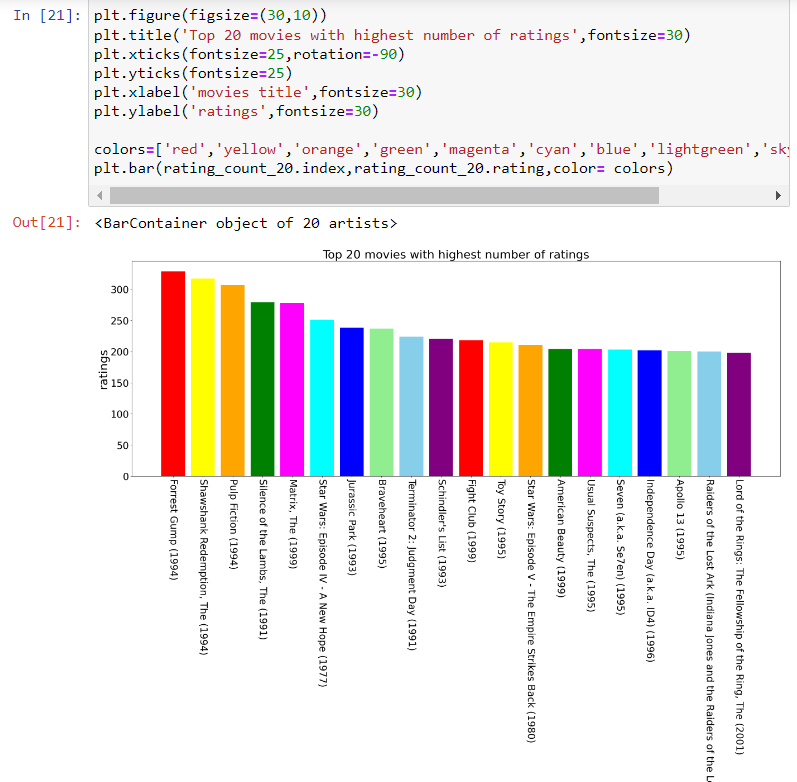 In [21]: plt.figure(figsize=(30,10))
plt.title('Top 20 movies with highest number of ratings',fontsize=30)
plt.xticks(fontsize=25,rotation=-90)
plt.yticks(fontsize=25)
plt.xlabel('movies title',fontsize=30)
plt.ylabel('ratings',fontsize=30)
colors=['red','yellow','orange','green','magenta','cyan','blue','lightgreen','sky
plt.bar(rating_count_20.index,rating_count_20.rating,color= colors)
Out[21]: <BarContainer object of 20 artists>
Top 20 movies with highest number of ratings
ratings
300
250
200
150
100
50
0
Forrest Gump (1994)
Shawshank Redemption, The (1994)
Pulp Fiction (1994)
Silence of the Lambs, The (1991)
Matrix, The (1999)
Star Wars: Episode IV - A New Hope (1977)
Jurassic Park (1993)
Braveheart (1995)
Terminator 2: Judgment Day (1991)
Schindler's List (1993)
Fight Club (1999)
Toy Story (1995)
Star Wars: Episode V - The Empire Strikes Back (1980)
American Beauty (1999)
Usual Suspects, The (1995)
Seven (a.k.a. Se7en) (1995)
Independence Day (a.k.a. ID4) (1996)
Apollo 13 (1995)
Raiders of the Lost Ark (Indiana Jones and the Raiders of the
Lord of the Rings: The Fellowship of the Ring, The (2001)